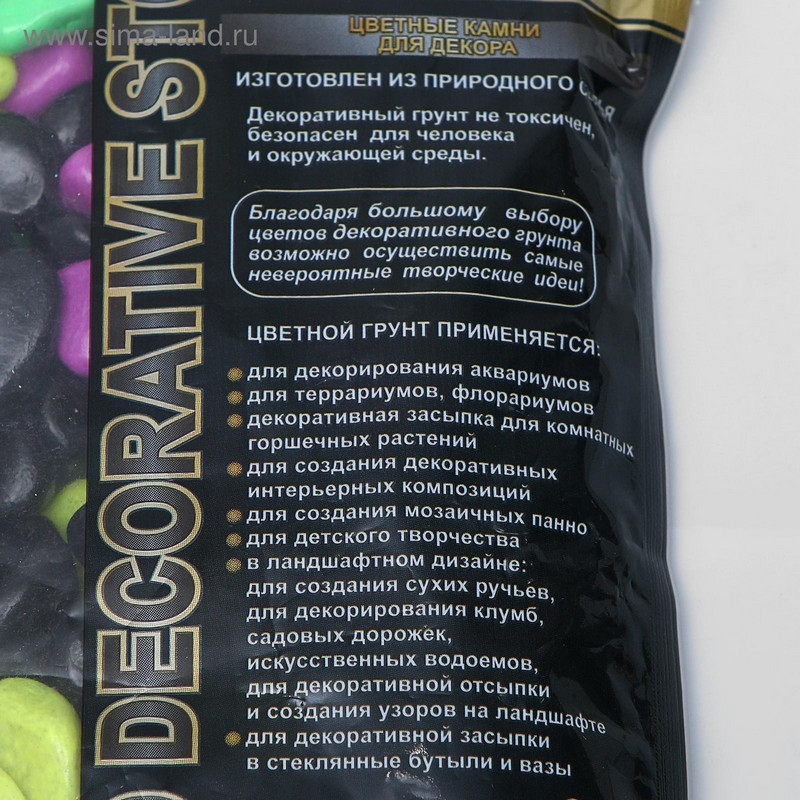 www.sima-land.ru
ЦВЕТНЫЕ КАМНИ
ДЛЯ ДЕКОРА
DECORATIVE STO
ИЗГОТОВЛЕН ИЗ ПРИРОДНОГО
Декоративный грунт не токсичен,
безопасен для человека
и окружающей среды.
Благодаря большому выбору
цветов декоративного грунта
возможно осуществить самые
невероятные творческие идеи!
ЦВЕТНОЙ ГРУНТ ПРИМЕНЯЕТСЯ:
для декорирования аквариумов
для террариумов, флорариумов
декоративная засыпка для комнатных
горшечных растений
для создания декоративных
интерьерных композиций
для создания мозаичных панно
для детского творчества
в ландшафтном дизайне:
для создания сухих ручьёв,
для декорирования клумб,
садовых дорожек,
искусственных водоемов,
для декоративной отсыпки
и создания узоров на ландшафте
для декоративной засыпки
в стеклянные бутыли и вазы